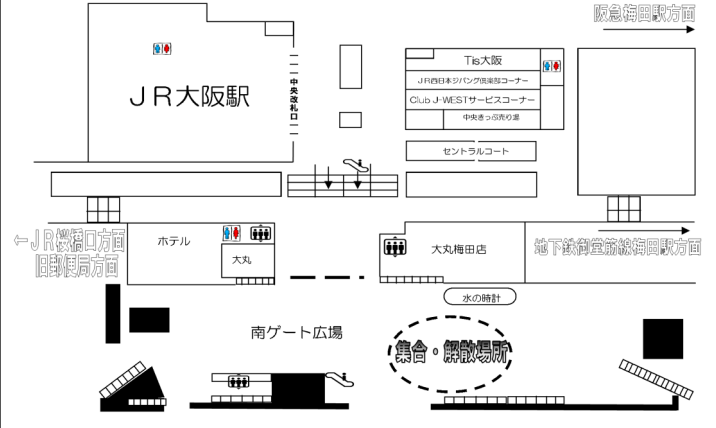 阪急梅田駅方面
JR大阪駅
中央改札口
Tis大阪
JR西日本ジパング倶楽部コーナー
Club J-WESTサービスコーナー
中央きっぷ売り場
セントラルコート
←JR桜橋口方面
旧郵便局方面
ホテル
大丸
大丸梅田店
地下鉄御堂筋線梅田駅方面
水の時計
南ゲート広場
集合・解散場所